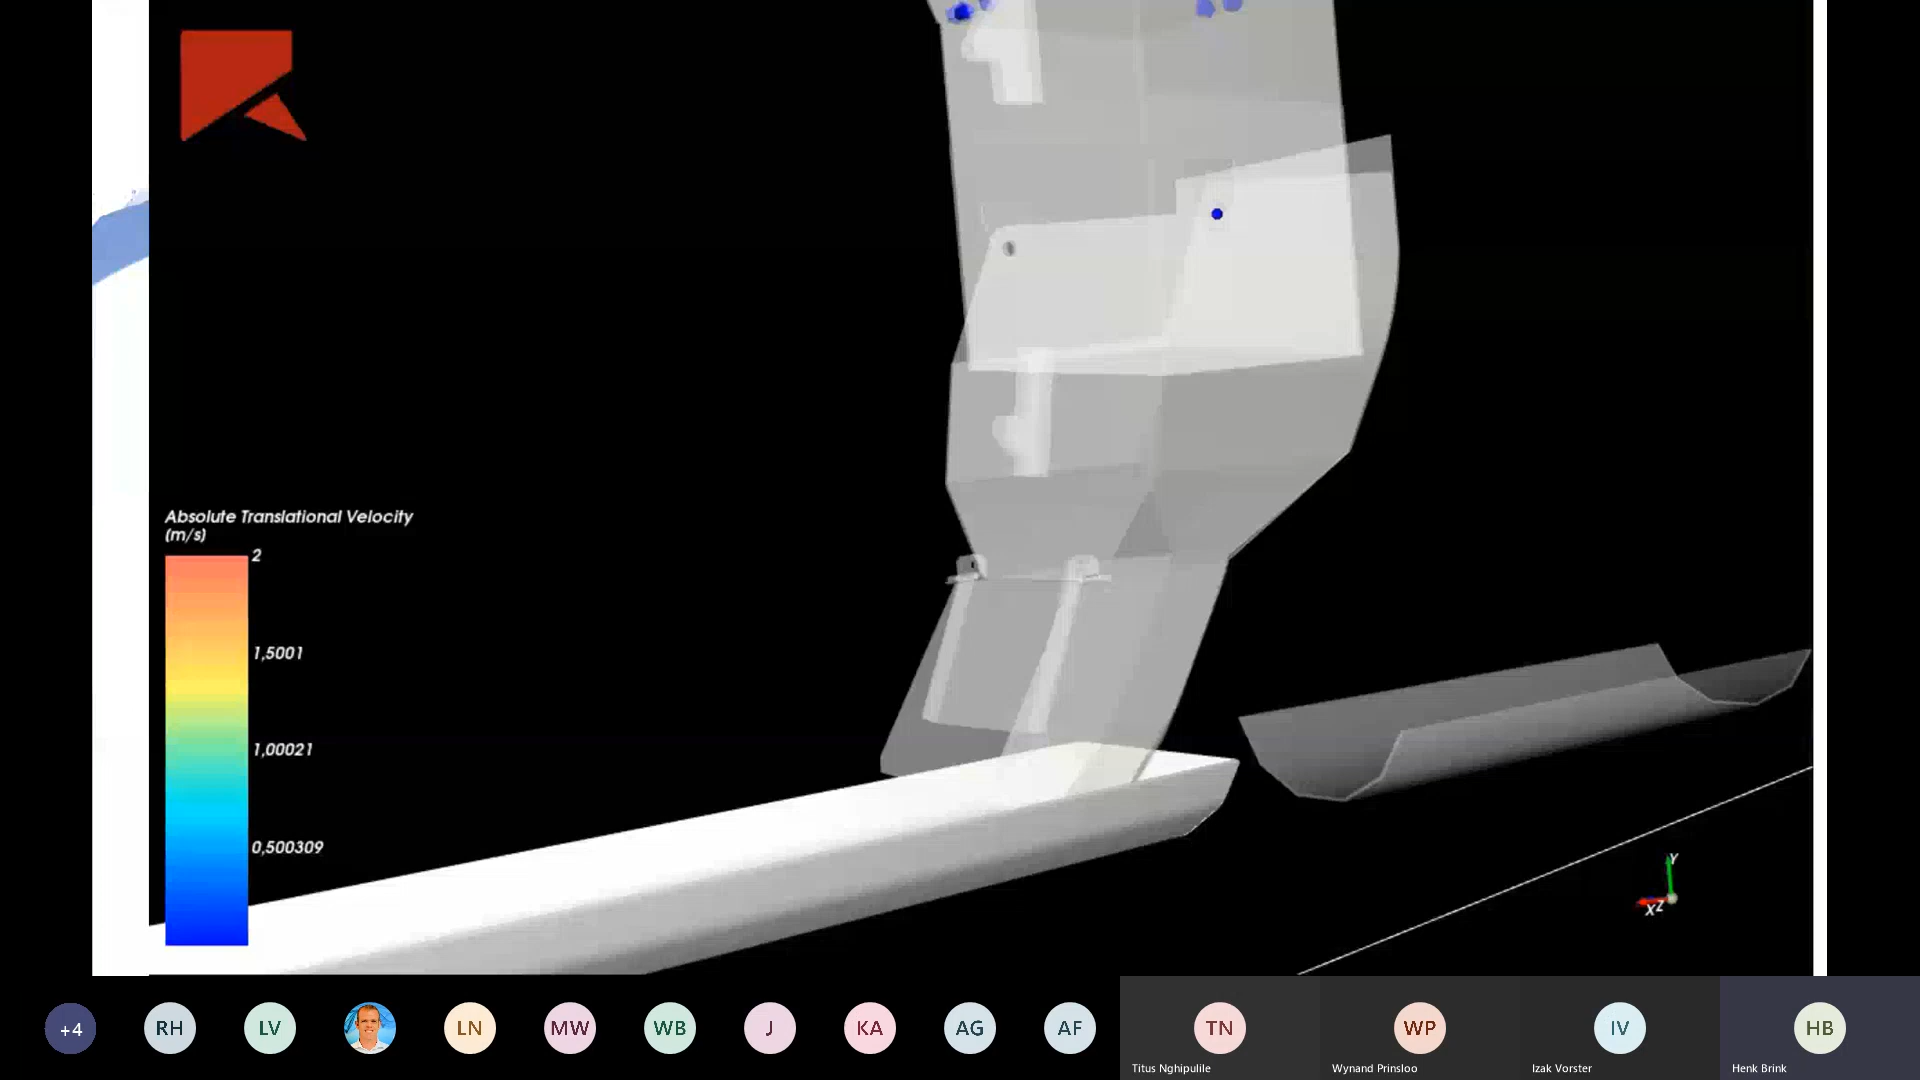 Absolute Translational Velocity
(m/s)
2
1,5001
1,00021
0,500309
Y
X Z
+4
RH
LV
LN
MW
WB
J
KA
AG
AF
TN
WP
IV
HB
Titus Nghipulile
Wynand Prinsloo
Izak Vorster
Henk Brink